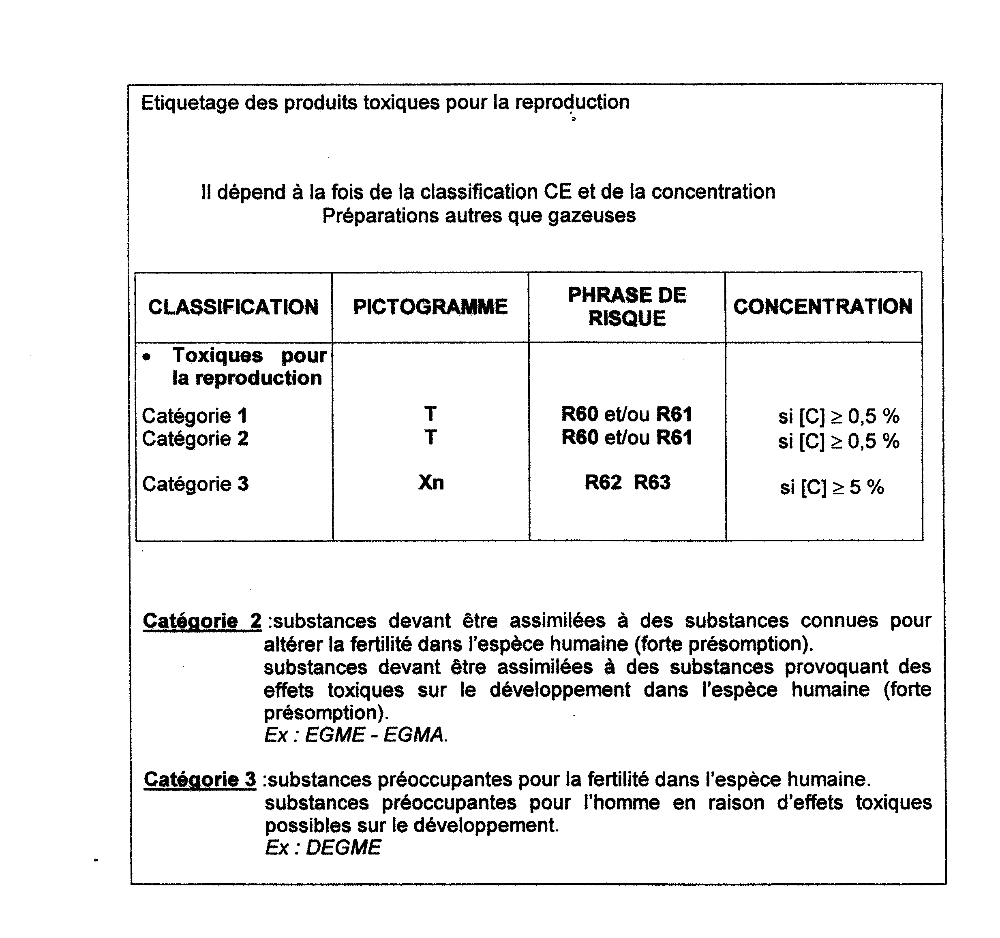 Etiquetage des produits toxiques pour la reproduction
Il dépend à la fois de la classification CE et de la concentration
Préparations autres que gazeuses
CLASSIFICATION PICTOGRAMME PHRASE DE RISQUE CONCENTRATION
• Toxiques pour
la reproduction
Catégorie 1 T R60 et/ou R61 si [C] ≥ 0,5 %
Catégorie 2 T R60 et/ou R61 si [C] ≥ 0,5 %
Catégorie 3 Xn R62 R63 si [C] ≥ 5 %
Catégorie 2 :substances devant être assimilées à des substances connues pour
altérer la fertilité dans l'espèce humaine (forte présomption).
substances devant être assimilées à des substances provoquant des
effets toxiques sur le développement dans l'espèce humaine (forte
présomption).
Ex : EGME - EGMA.
Catégorie 3 :substances préoccupantes pour la fertilité dans l'espèce humaine.
substances préoccupantes pour l'homme en raison d'effets toxiques
possibles sur le développement.
Ex : DEGME